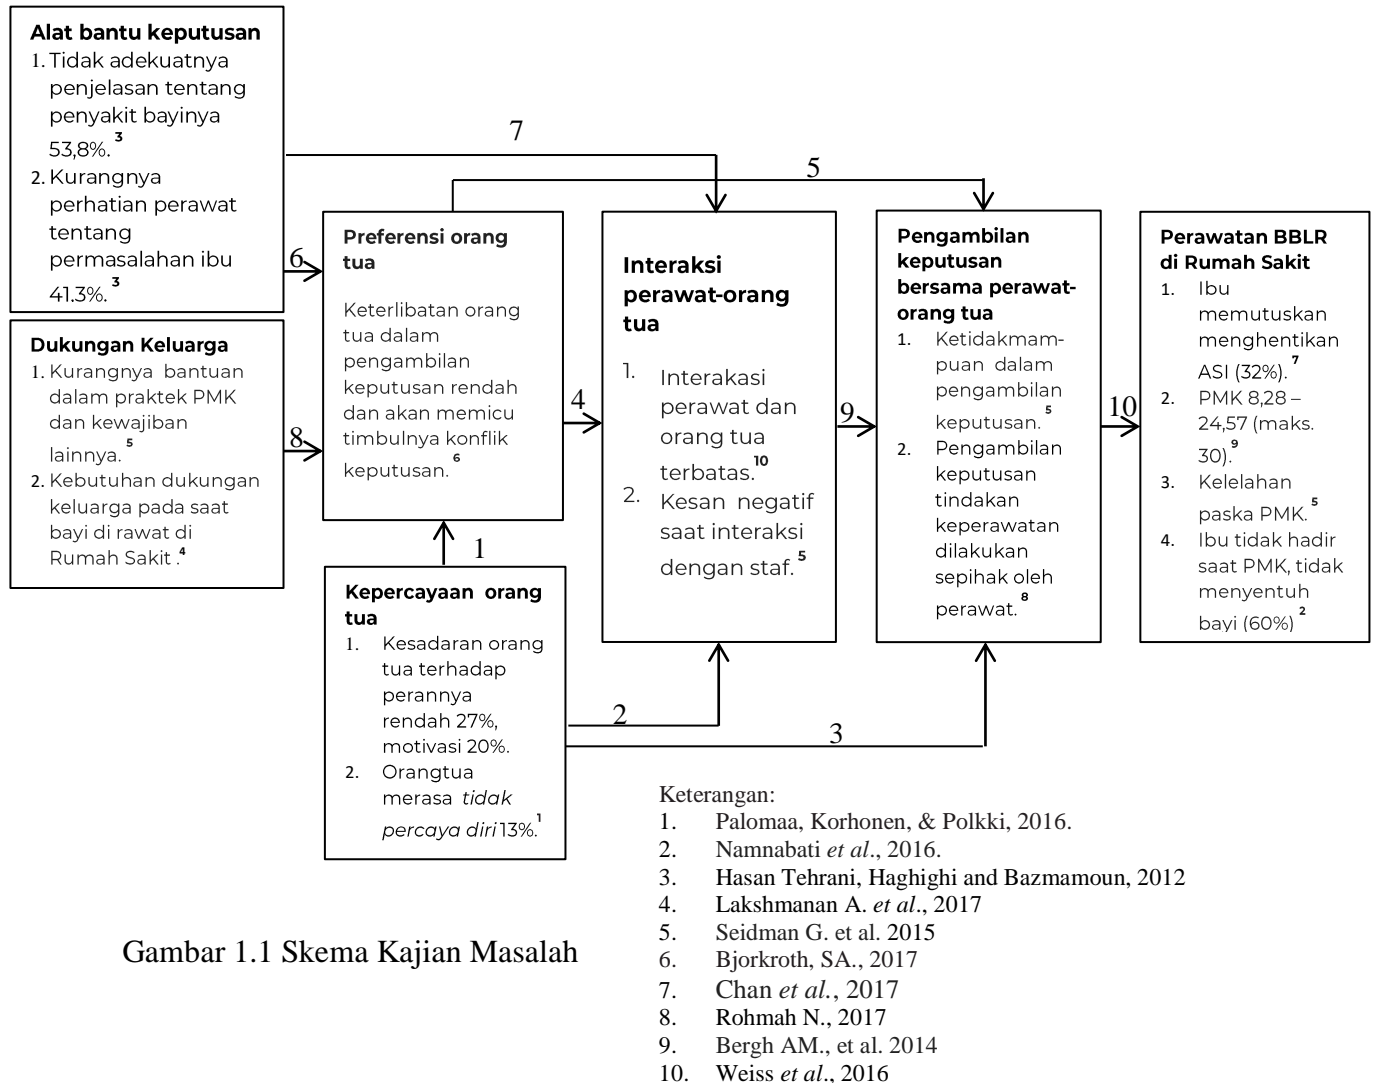 Alat bantu keputusan
1. Tidak adekuatnya
penjelasan tentang
penyakit bayinya
53,8%. 3
2. Kurangnya
perhatian perawat
tentang
permasalahan ibu
41.3%. 3
Dukungan Keluarga
1. Kurangnya bantuan
dalam praktek PMK
dan kewajiban
lainnya. 5
2. Kebutuhan dukungan
keluarga pada saat
bayi di rawat di
Rumah Sakit . 4
6
8
7
5
Preferensi orang
tua
Keterlibatan orang
tua dalam
pengambilan
keputusan rendah
dan akan memicu
timbulnya konflik
keputusan. 6
1
Kepercayaan orang
tua
1. Kesadaran orang
tua terhadap
perannya
rendah 27%,
motivasi 20%.
2. Orangtua
merasa tidak
percaya diri 13%. 1
4
2
3
Interaksi
perawat-orang
tua
1. Interakasi
perawat dan
orang tua
terbatas. 10
2. Kesan negatif
saat interaksi
dengan staf. 5
9
Pengambilan
keputusan
bersama perawat-
orang tua
1. Ketidakmam-
puan dalam
pengambilan
keputusan. 5
2. Pengambilan
keputusan
tindakan
keperawatan
dilakukan
sepihak oleh
perawat. 8
10
Perawatan BBLR
di Rumah Sakit
1. Ibu
memutuskan
menghentikan
ASI (32%). 7
2. PMK 8,28 –
24,57 (maks.
30). 9
3. Kelelahan
paska PMK. 5
4. Ibu tidak hadir
saat PMK, tidak
menyentuh
bayi (60%) 2
Keterangan:
1. Palomaa, Korhonen, & Polkki, 2016.
2. Namnabati et al., 2016.
3. Hasan Tehrani, Haghighi and Bazmamoun, 2012
4. Lakshmanan A. et al., 2017
5. Seidman G. et al. 2015
6. Bjorkroth, SA., 2017
7. Chan et al., 2017
8. Rohmah N., 2017
9. Bergh AM., et al. 2014
10. Weiss et al., 2016
Gambar 1.1 Skema Kajian Masalah